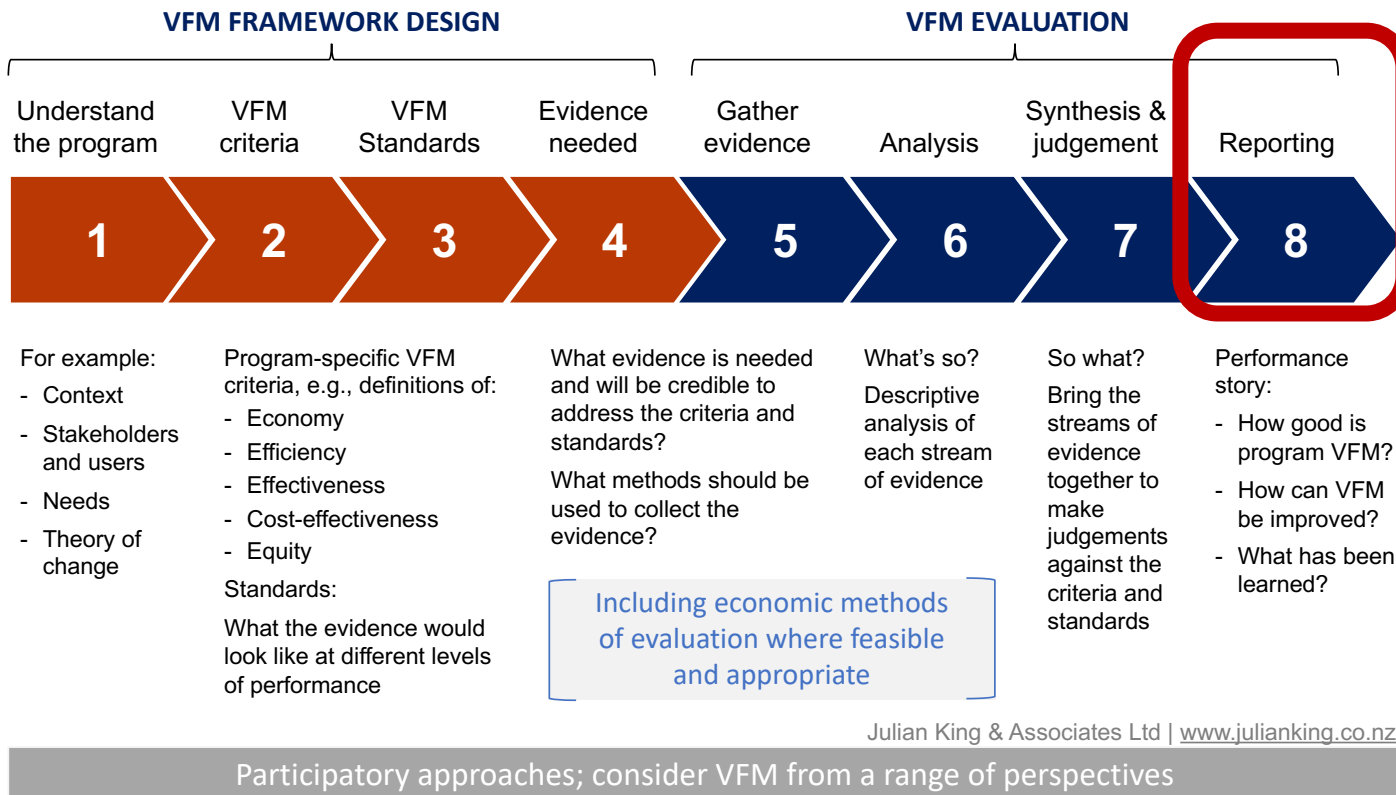 VFM FRAMEWORK DESIGN
VFM EVALUATION
Understand
the program
VFM
criteria
VFM
Standards
Evidence
needed
Gather
evidence
Analysis
Synthesis &
judgement
Reporting
1
2
3
4
5
6
7
8
For example:
- Context
- Stakeholders
and users
- Needs
- Theory of
change
Program-specific VFM
criteria, e.g., definitions of:
- Economy
- Efficiency
- Effectiveness
- Cost-effectiveness
- Equity
Standards:
What the evidence would
look like at different levels
of performance
What evidence is needed
and will be credible to
address the criteria and
standards?
What methods should be
used to collect the
evidence?
Including economic methods
of evaluation where feasible
and appropriate
What's so?
Descriptive
analysis of
each stream
of evidence
So what?
Bring the
streams of
evidence
together to
make
judgements
against the
criteria and
standards
Performance
story:
- How good is
program VFM?
- How can VFM
be improved?
- What has been
learned?
Julian King & Associates Ltd | www.julianking.co.nz
Participatory approaches; consider VFM from a range of perspectives